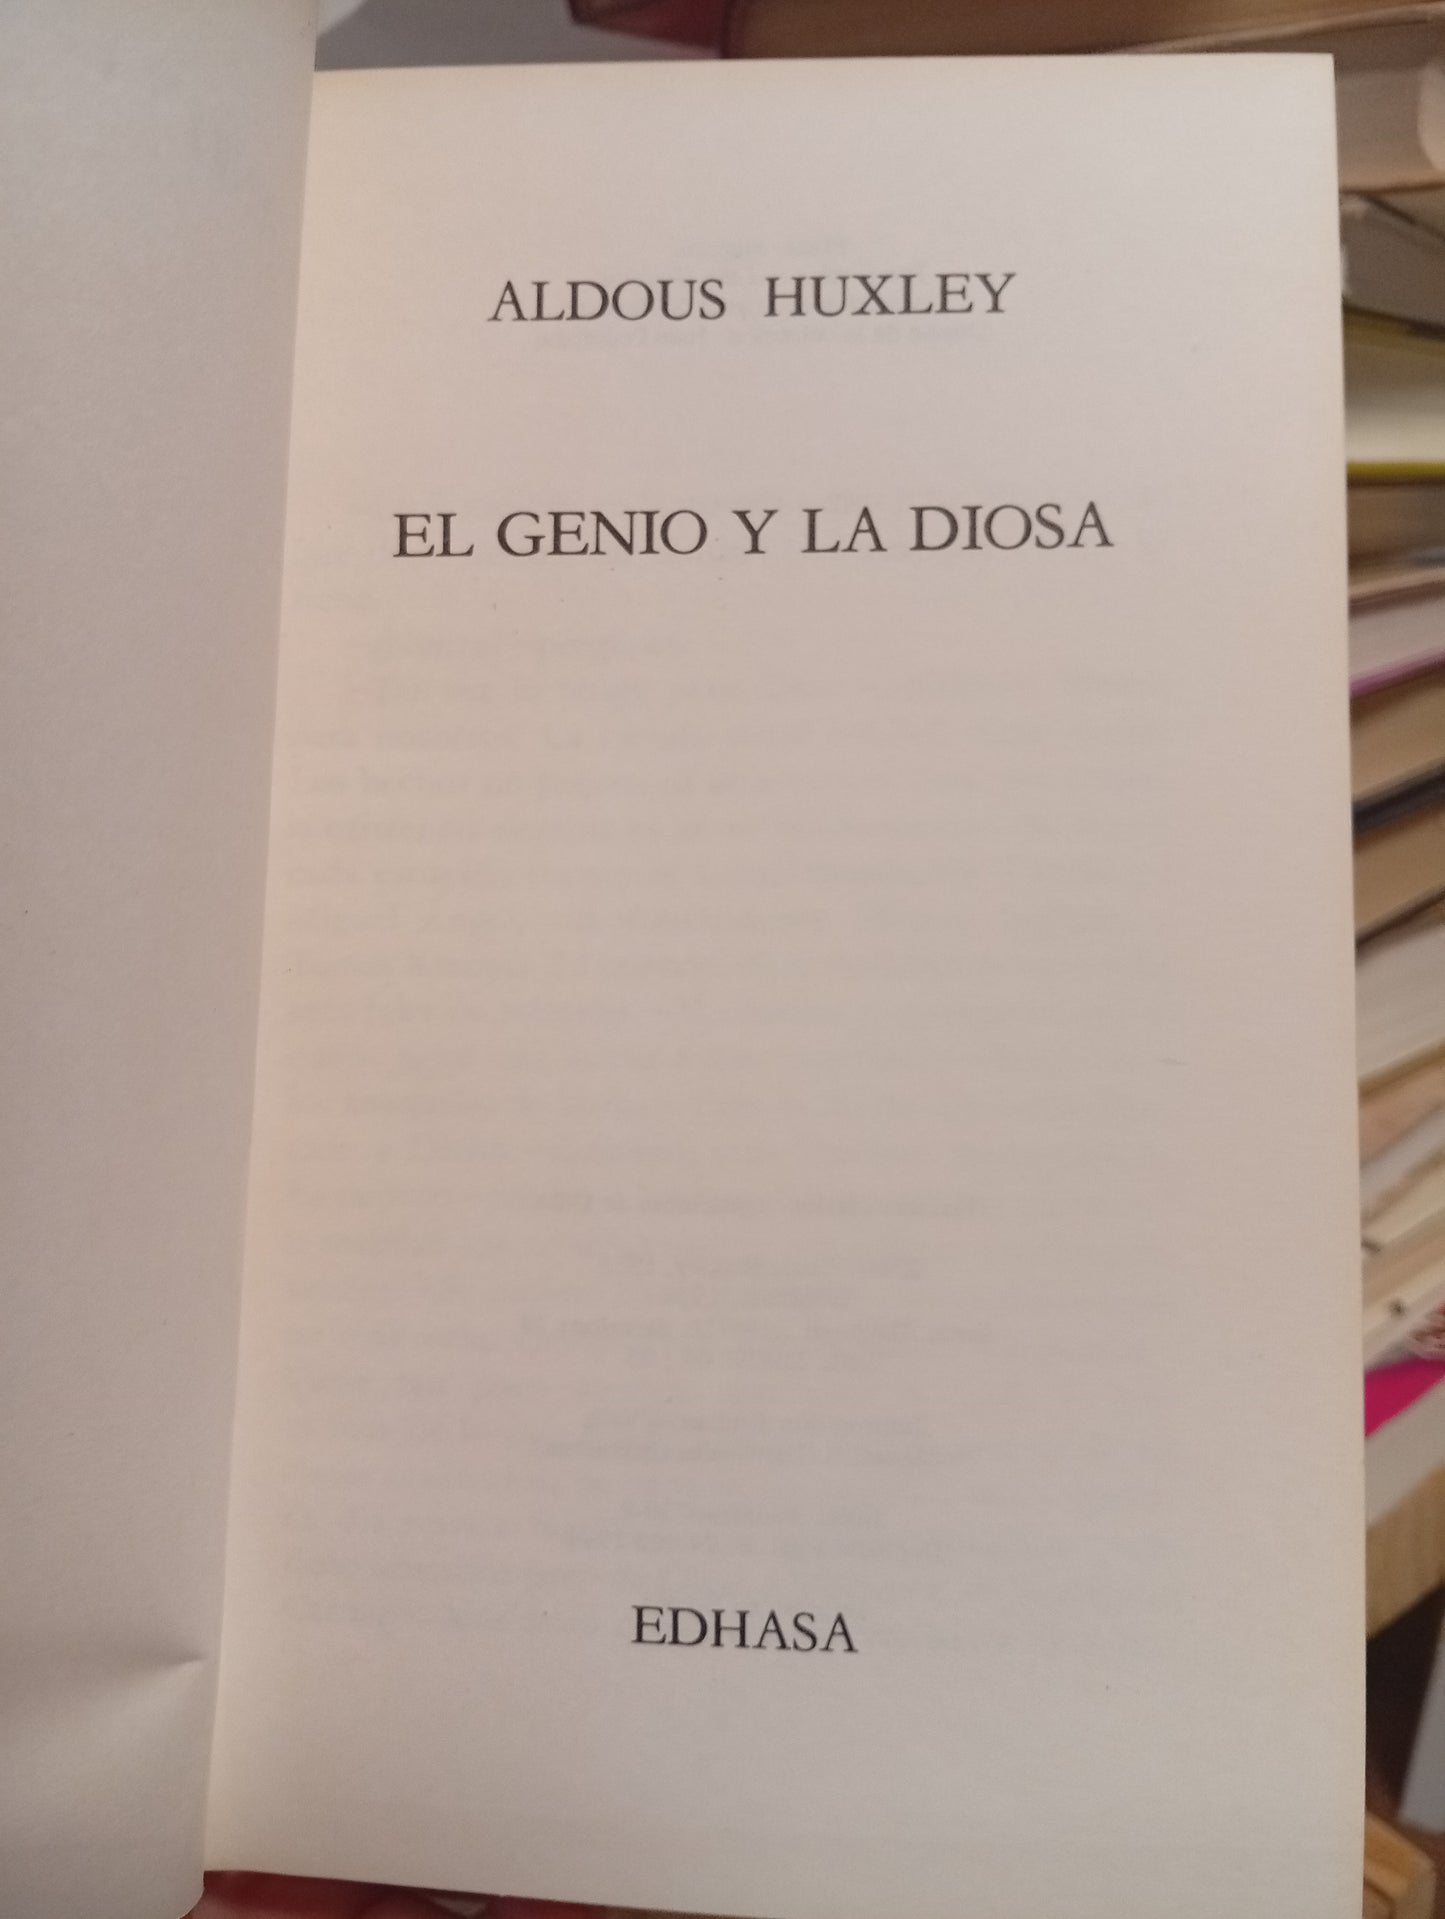 ALDOUS HUXLEY
EL GENIO Y LA DIOSA
EDHASA